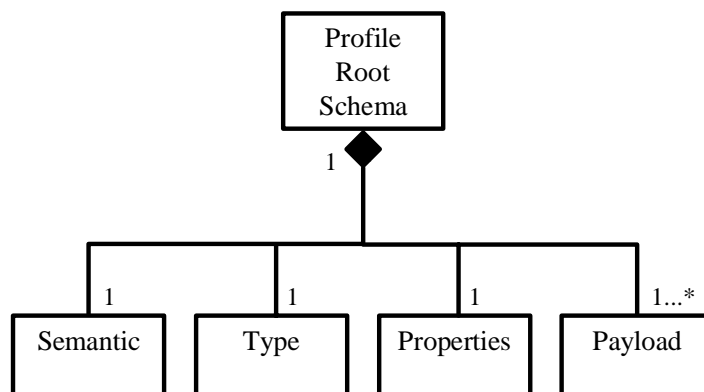 Profile
Root
Schema
1
1
1
1
1...*
Semantic
Type
Properties
Payload